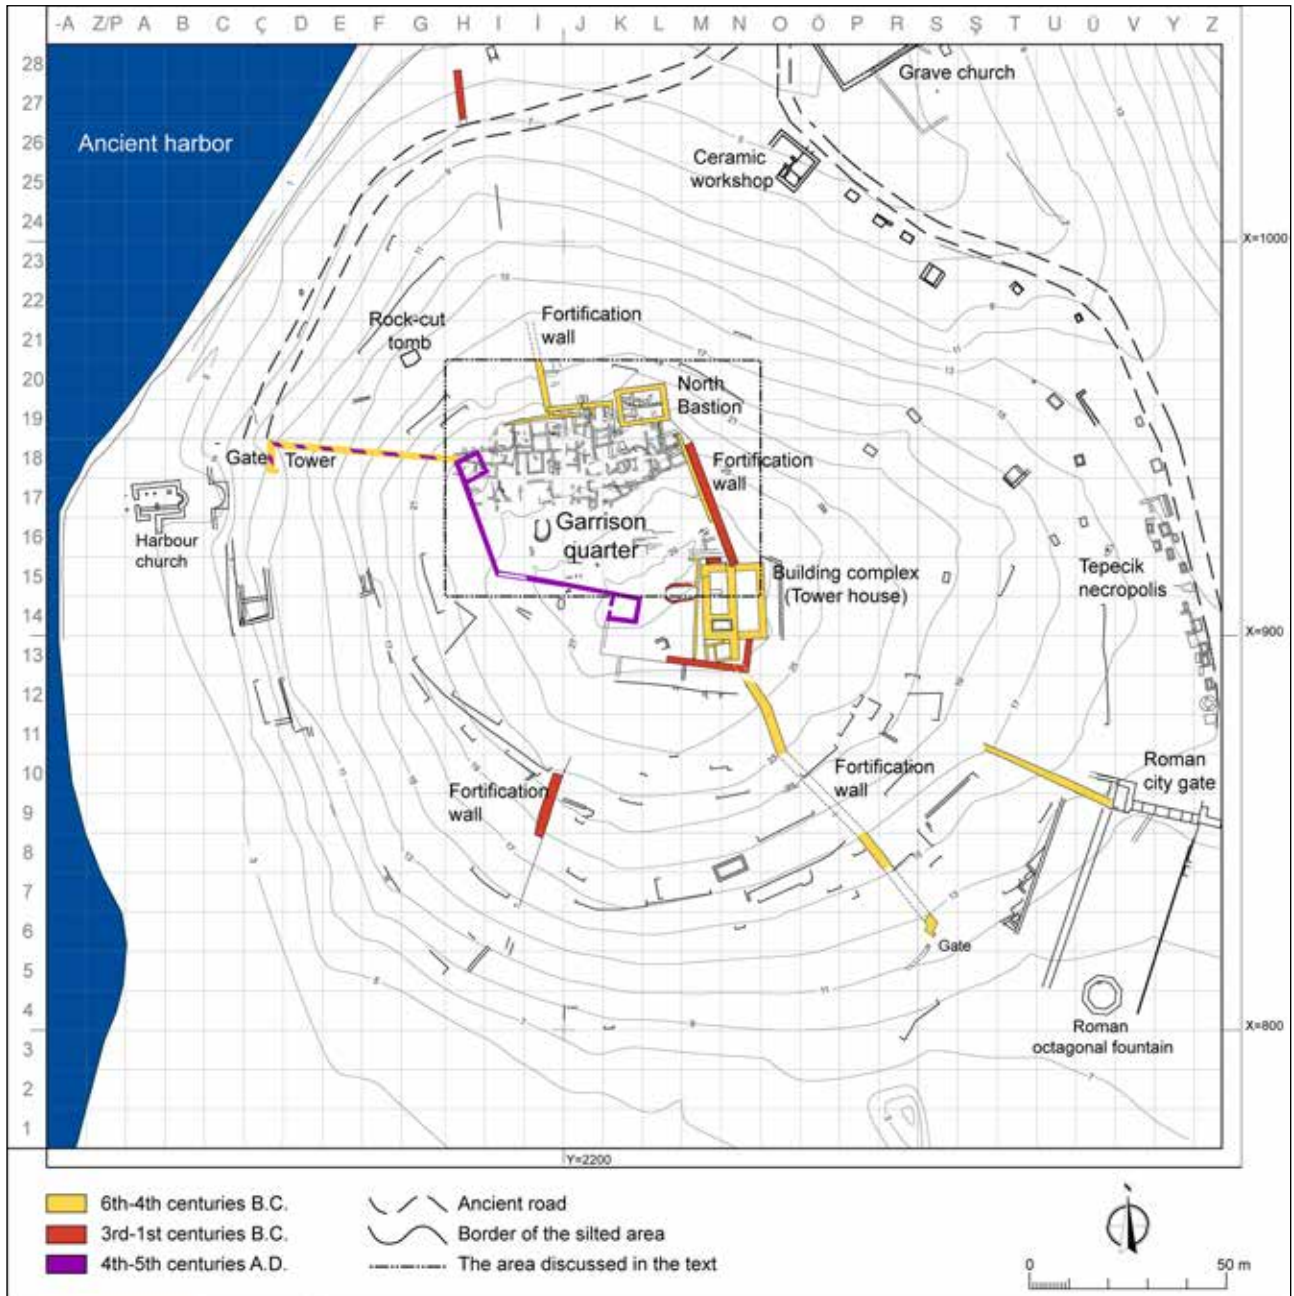 -A Z/P A B C Ç D E F G H I İ J K L M N O Ö P R S Ş T U Ü V Y Z
28
27
26
25
24
23
22
21
20
19
18
17
16
15
14
13
12
11
10
9
8
7
6
5
4
3
2
1
Ancient harbor
Grave church
Ceramic
workshop
X=1000
Fortification
wall
Rock-cut
tomb
North
Bastion
Gate
Tower
Fortification
wall
Harbour
church
Garrison
quarter
Building complex
(Tower house)
Tepecik
necropolis
X=900
Fortification
wall
Fortification
wall
Roman
city gate
Gate
Roman
octagonal fountain
X=800
Y=2200
6th-4th centuries B.C.
3rd-1st centuries B.C.
4th-5th centuries A.D.
Ancient road
Border of the silted area
The area discussed in the text
0 50 m